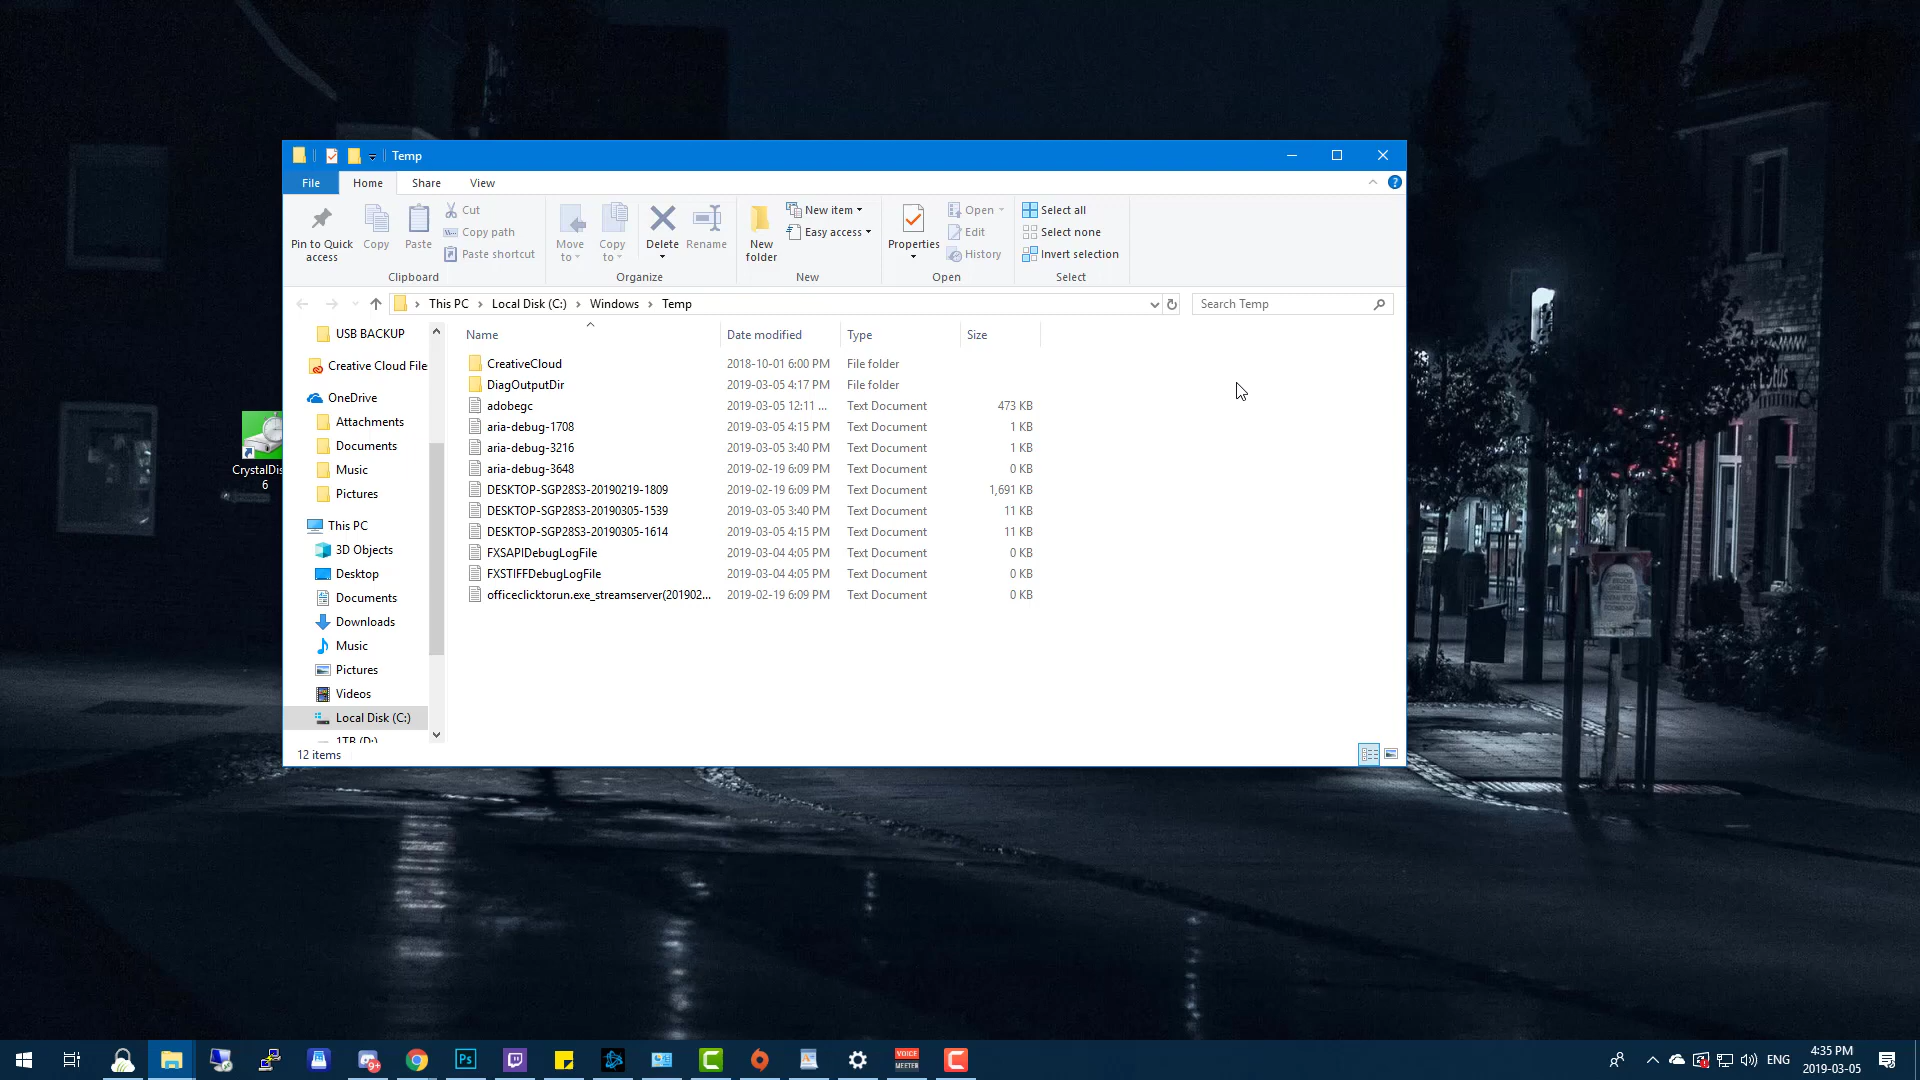 Temp
File Home Share View
Pin to Quick access
Copy
Paste
Cut
Copy path
Paste shortcut
Clipboard
Move to
Copy to
Delete
Rename
Organize
New folder
New item
Easy access
New
Properties
Open
Edit
History
Open
Select all
Select none
Invert selection
Select
This PC Local Disk (C:) Windows Temp
Search Temp
USB BACKUP
Creative Cloud File
OneDrive
Attachments
Documents
Music
Pictures
This PC
3D Objects
Desktop
Documents
Downloads
Music
Pictures
Videos
Local Disk (C:)
1TB (D:)
Name Date modified Type Size
CreativeCloud 2018-10-01 6:00 PM File folder
DiagOutputDir 2019-03-05 4:17 PM File folder
adobegc 2019-03-05 12:11 ... Text Document 473 KB
aria-debug-1708 2019-03-05 4:15 PM Text Document 1 KB
aria-debug-3216 2019-03-05 3:40 PM Text Document 1 KB
aria-debug-3648 2019-02-19 6:09 PM Text Document 0 KB
DESKTOP-SGP28S3-20190219-1809 2019-02-19 6:09 PM Text Document 1,691 KB
DESKTOP-SGP28S3-20190305-1539 2019-03-05 3:40 PM Text Document 11 KB
DESKTOP-SGP28S3-20190305-1614 2019-03-05 4:15 PM Text Document 11 KB
FXSAPIDebugLogFile 2019-03-04 4:05 PM Text Document 0 KB
FXSTIFFDebugLogFile 2019-03-04 4:05 PM Text Document 0 KB
officeclicktorun.exe_streamserver(201902... 2019-02-19 6:09 PM Text Document 0 KB
12 items
CrystalDis
6
9+
Ps
VOICE
MEETER
ENG
4:35 PM
2019-03-05